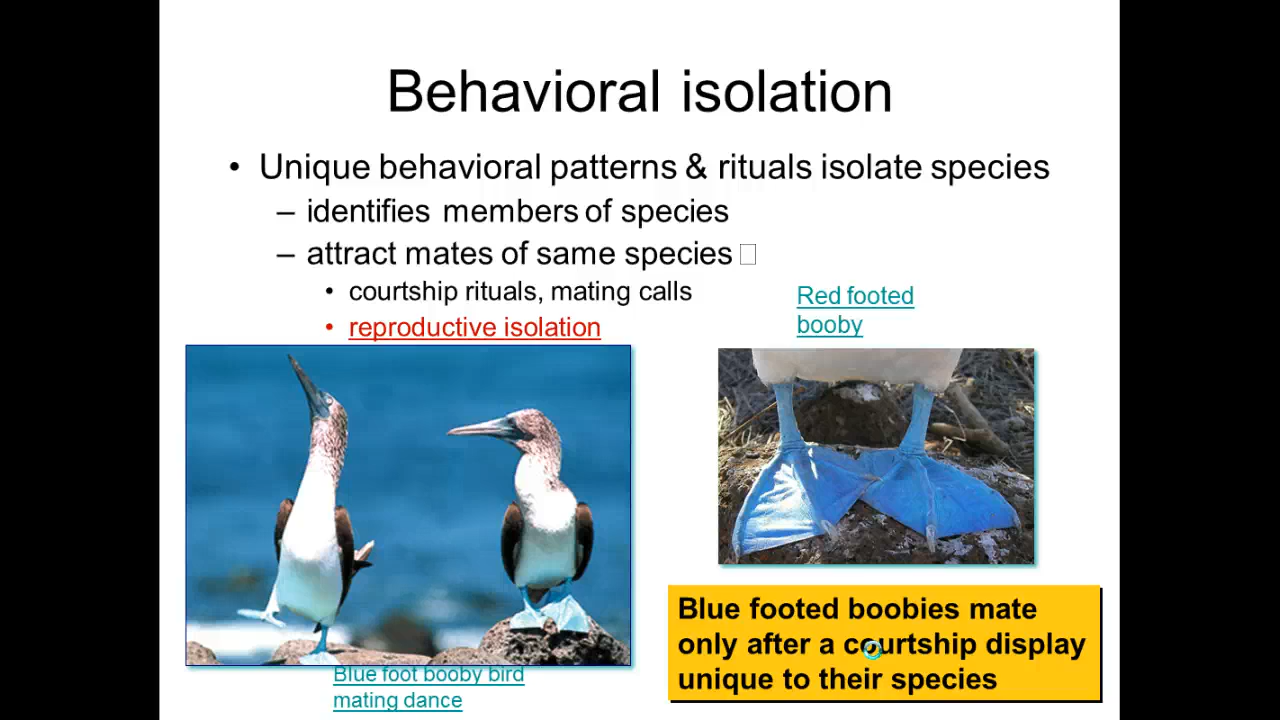 Behavioral isolation
• Unique behavioral patterns & rituals isolate species
– identifies members of species
– attract mates of same species
• courtship rituals, mating calls
• reproductive isolation
Red footed
booby
Blue foot booby bird
mating dance
Blue footed boobies mate
only after a courtship display
unique to their species